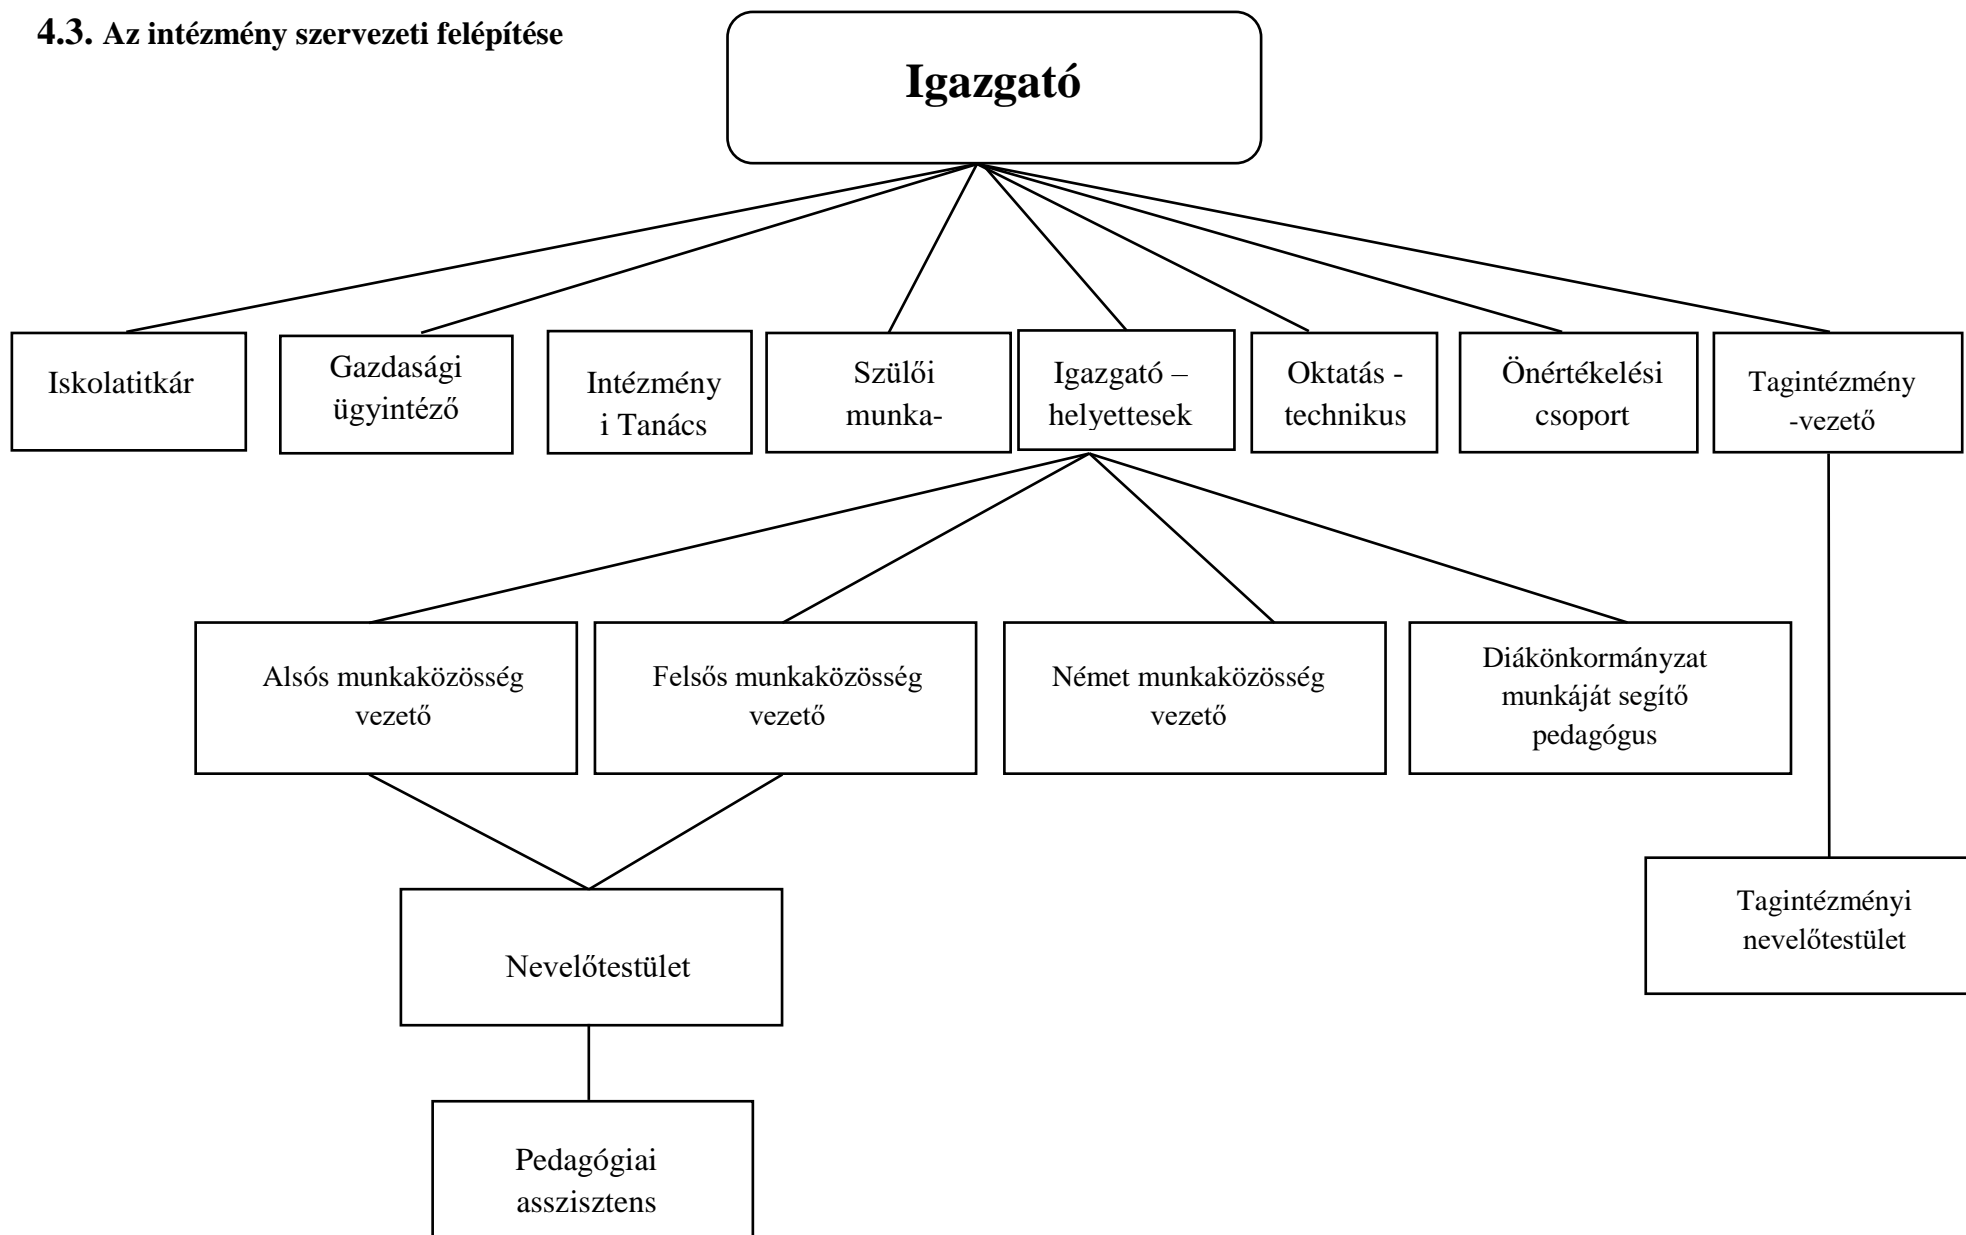 4.3. Az intézmény szervezeti felépítése
Igazgató
Iskolatitkár
Gazdasági
ügyintéző
Intézmény
i Tanács
Szülői
munka-
Igazgató –
helyettesek
Oktatás -
technikus
Önértékelési
csoport
Tagintézmény
-vezető
Alsós munkaközösség
vezető
Felsős munkaközösség
vezető
Német munkaközösség
vezető
Diákönkormányzat
munkáját segítő
pedagógus
Nevelőtestület
Tagintézményi
nevelőtestület
Pedagógiai
asszisztens